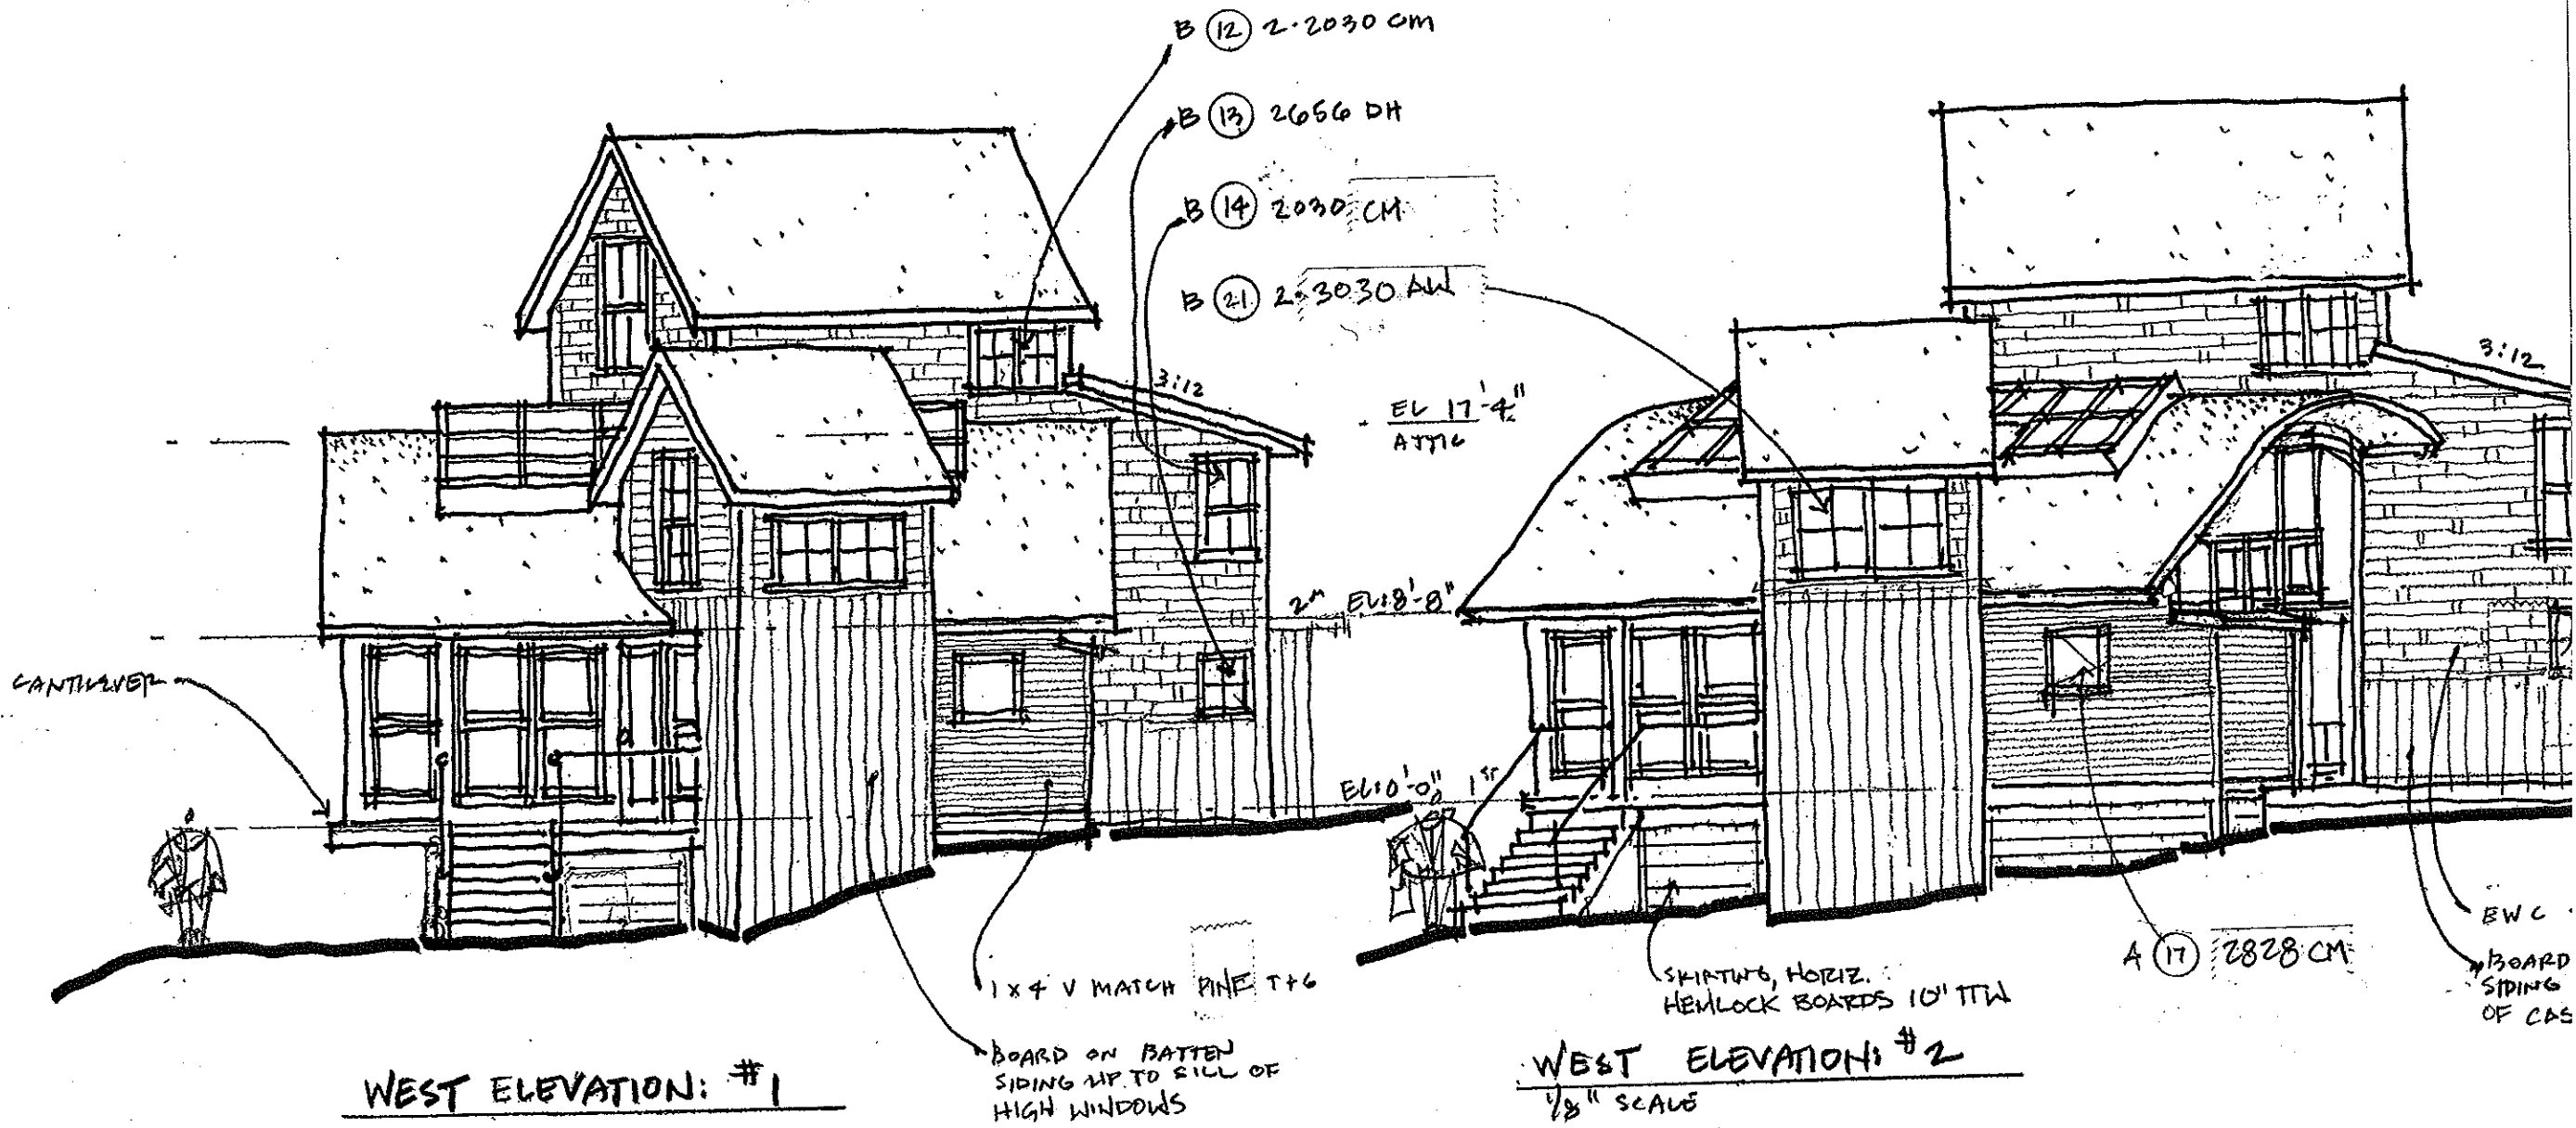 B 12 2·2030 CM
B 13 2656 DH
B 14 2030 CM
B 21 2·3030 AW
3:12
EL 17'-4"
ATTIC
3:12
2ND EL: 8'-8"
CANTILEVER
EL: 0'-0" 1ST
1 X 4 V MATCH PINE T+G
BOARD ON BATTEN
SIDING UP TO SILL OF
HIGH WINDOWS
WEST ELEVATION: #1
SKIRTING, HORIZ.
HEMLOCK BOARDS 10" TTW
A 17 2828 CM
EWC
BOARD
SIDING
OF CAS
WEST ELEVATION: #2
1/8" SCALE